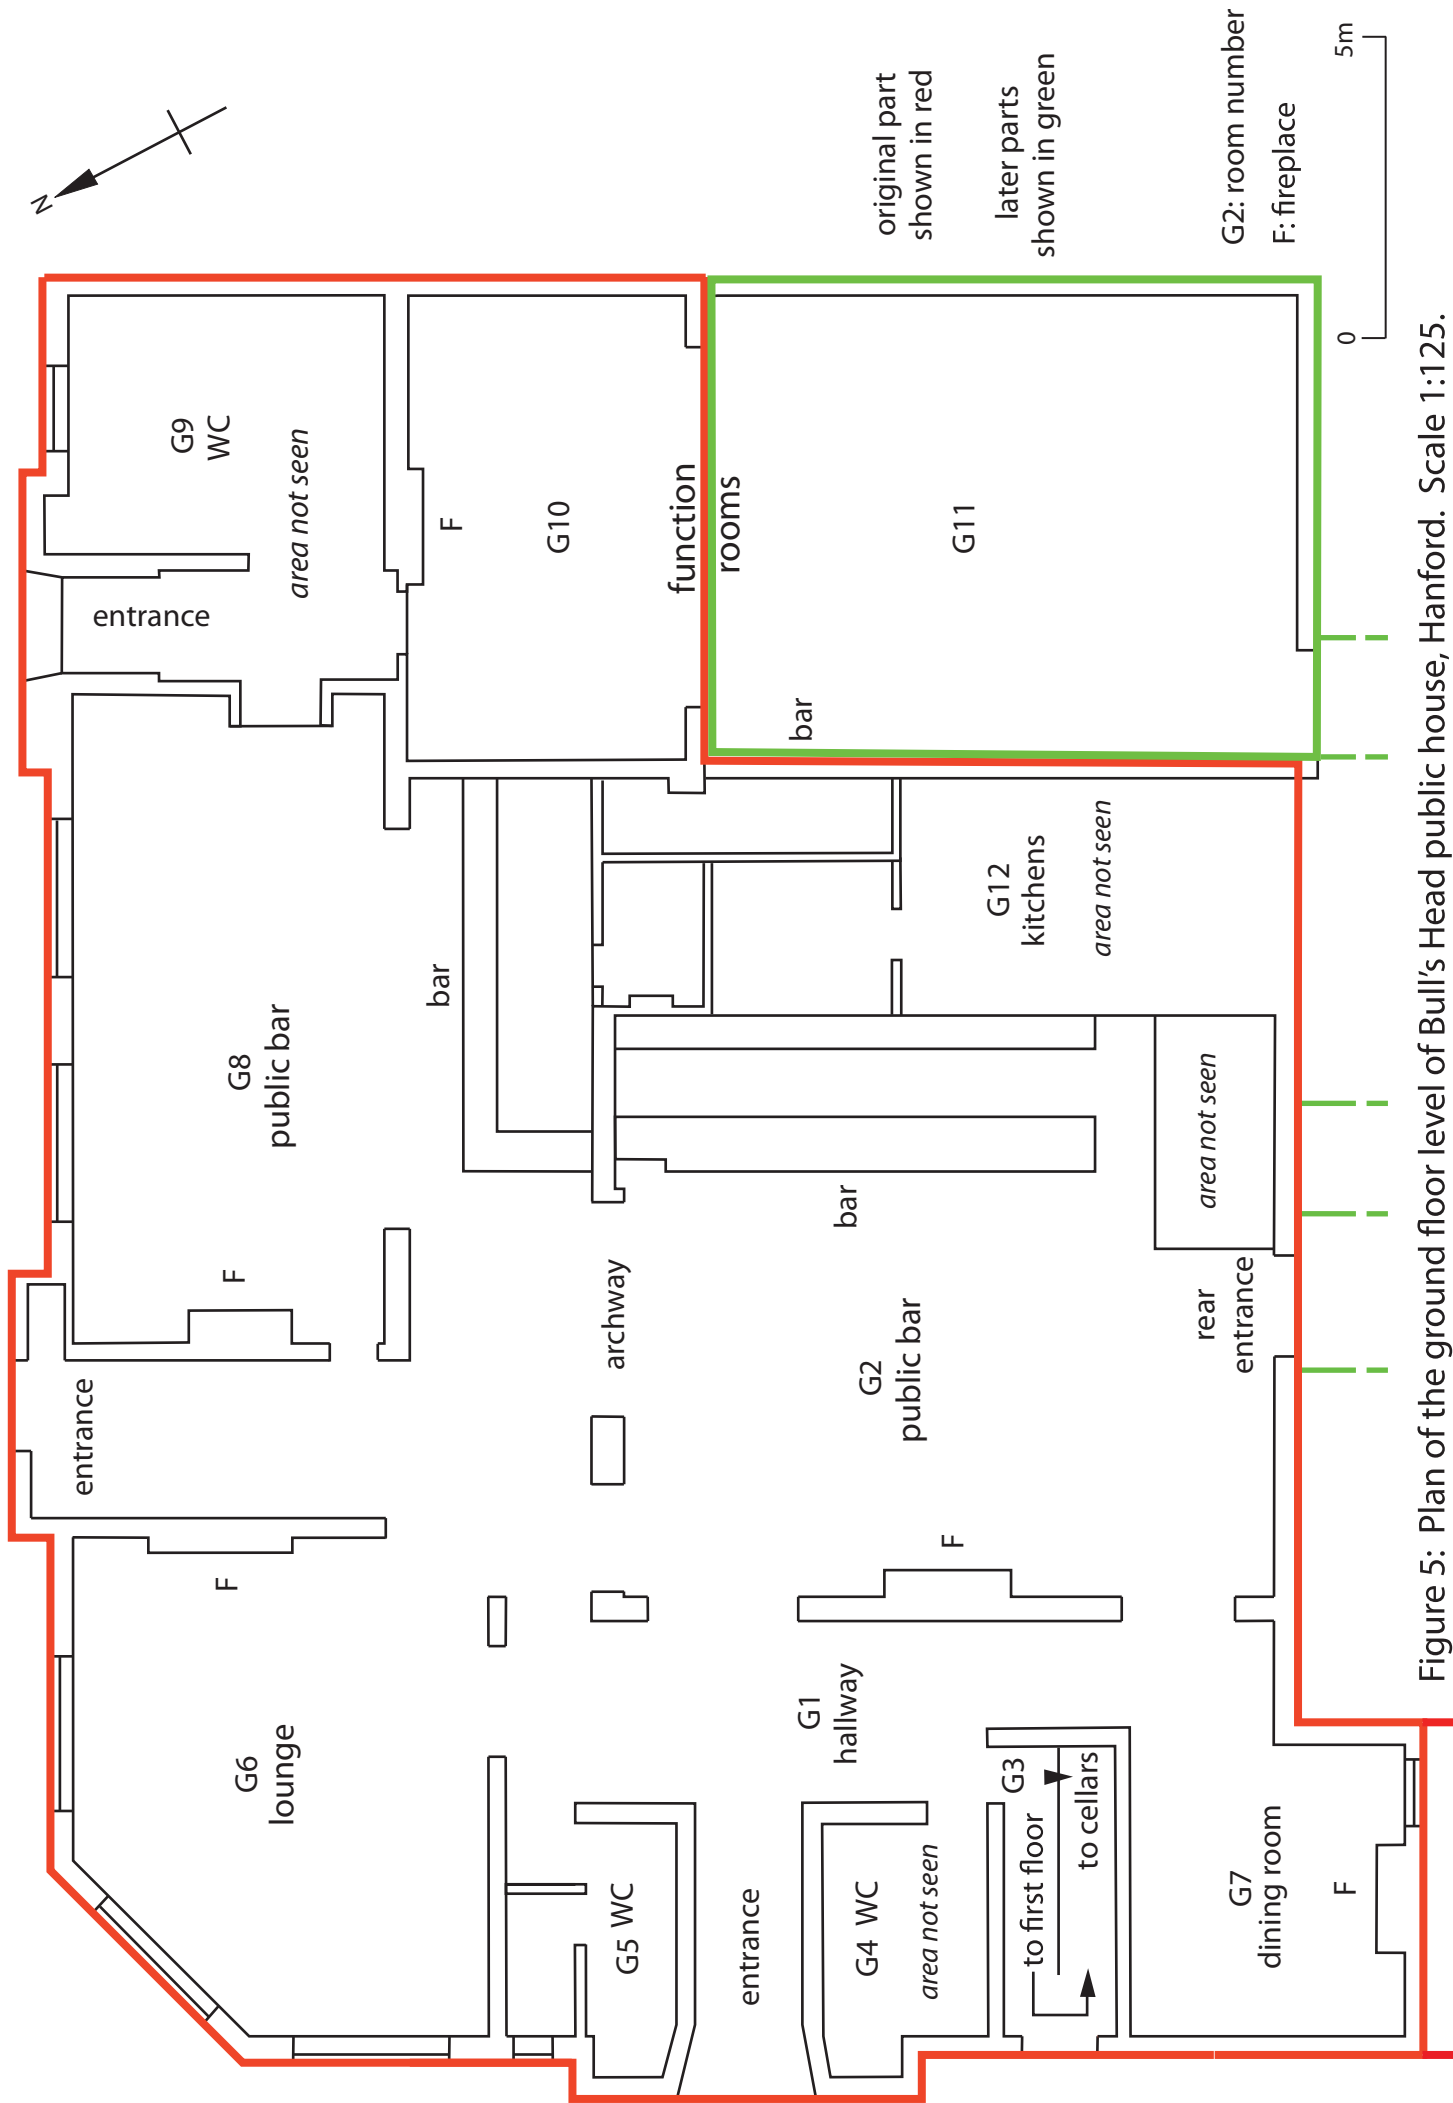 N
original part
shown in red
later parts
shown in green
G2: room number
F: fireplace
0
5m
G9
WC
area not seen
entrance
F
G10
function
rooms
G11
bar
G8
public bar
F
bar
G12
kitchens
area not seen
area not seen
entrance
archway
bar
G2
public bar
rear
entrance
F
F
G6
lounge
G1
hallway
G3
to first floor
to cellars
G5 WC
entrance
G4 WC
area not seen
G7
dining room
F
Figure 5: Plan of the ground floor level of Bull's Head public house, Hanford. Scale 1:125.